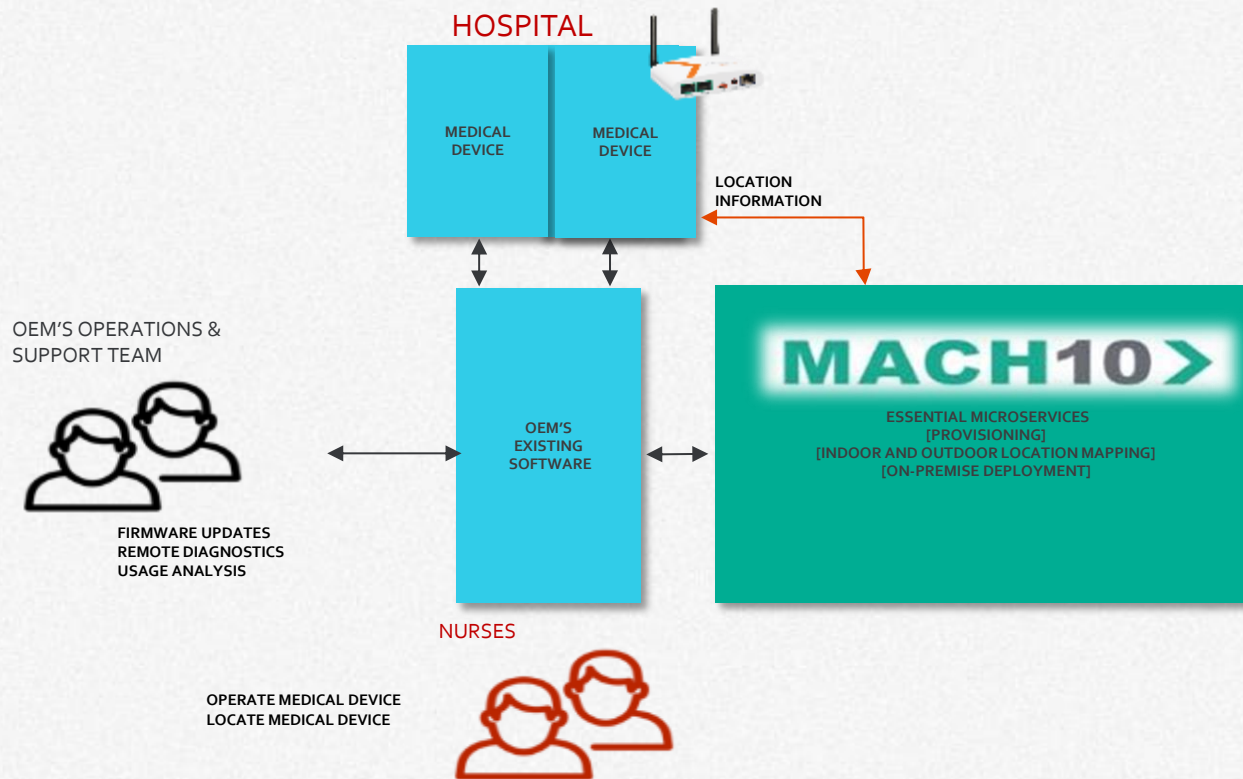 HOSPITAL
MEDICAL
DEVICE
MEDICAL
DEVICE
LOCATION
INFORMATION
OEM'S OPERATIONS &
SUPPORT TEAM
FIRMWARE UPDATES
REMOTE DIAGNOSTICS
USAGE ANALYSIS
OEM'S
EXISTING
SOFTWARE
MACH10>
ESSENTIAL MICROSERVICES
[PROVISIONING]
[INDOOR AND OUTDOOR LOCATION MAPPING]
[ON-PREMISE DEPLOYMENT]
NURSES
OPERATE MEDICAL DEVICE
LOCATE MEDICAL DEVICE